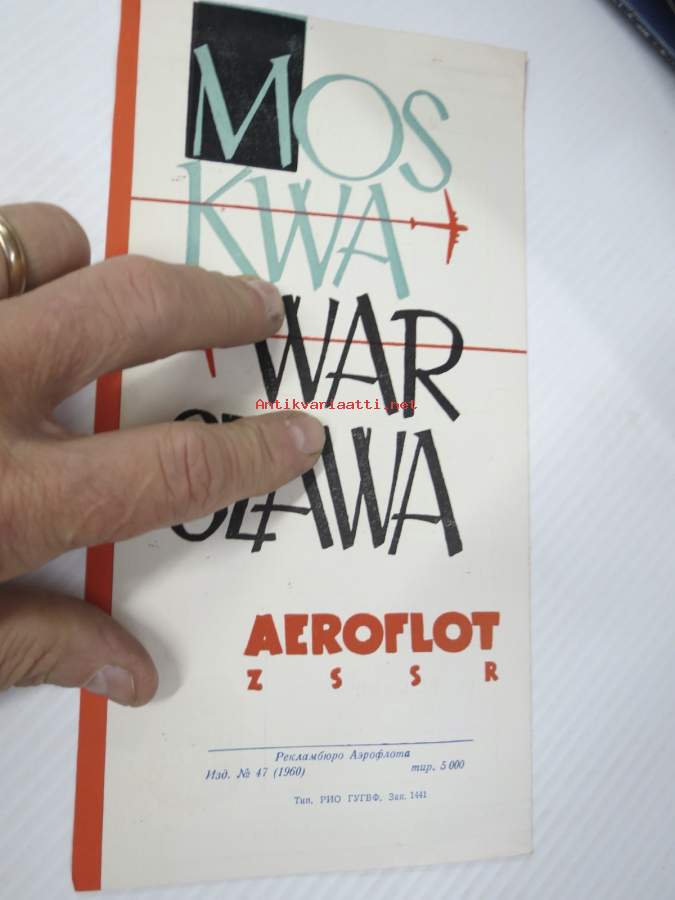 MOS
KWA
WAR
SZAWA
Antikvariaatti.net
AEROFLOT
Z S S R
Рекламбюро Аэрофлота
Изд. № 47 (1960) тир. 5 000
Тип. РИО ГУГВФ. Зак. 1441